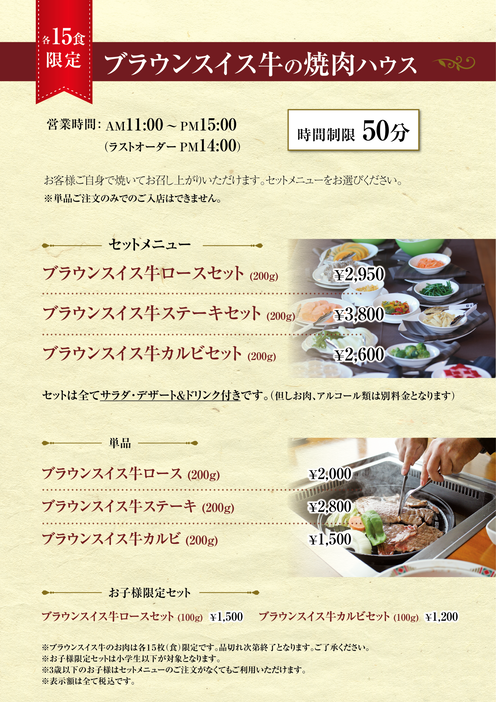 各15食
限定
ブラウンスイス牛の焼肉ハウス
営業時間: AM11:00 ~ PM15:00
(ラストオーダー PM14:00)
時間制限 50分
お客様ご自身で焼いてお召し上がりいただけます。セットメニューをお選びください。
※単品ご注文のみでのご入店はできません。
セットメニュー
ブラウンスイス牛ロースセット (200g) ¥2,950
ブラウンスイス牛ステーキセット (200g) ¥3,800
ブラウンスイス牛カルビセット (200g) ¥2,600
セットは全てサラダ・デザート&ドリンク付きです。(但しお肉、アルコール類は別料金となります)
単品
ブラウンスイス牛ロース (200g) ¥2,000
ブラウンスイス牛ステーキ (200g) ¥2,800
ブラウンスイス牛カルビ (200g) ¥1,500
お子様限定セット
ブラウンスイス牛ロースセット (100g) ¥1,500 ブラウンスイス牛カルビセット (100g) ¥1,200
※ブラウンスイス牛のお肉は各15枚(食)限定です。品切れ次第終了となります。ご了承ください。
※お子様限定セットは小学生以下が対象となります。
※3歳以下のお子様はセットメニューのご注文がなくてもご利用いただけます。
※表示額は全て税込です。